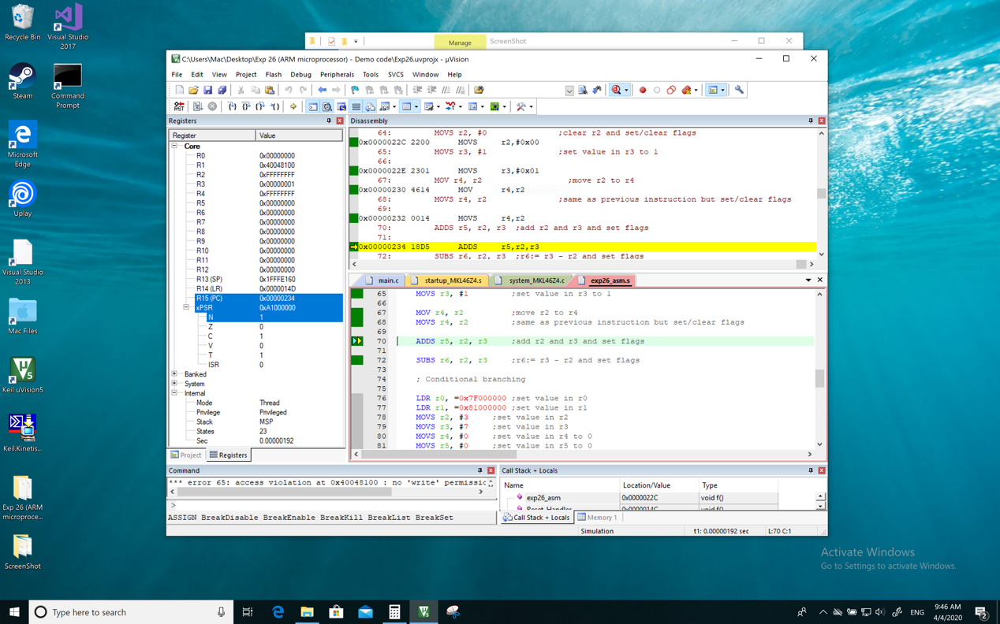 Recycle Bin
Visual Studio 2017
Steam
Command Prompt
Microsoft Edge
Uplay
Visual Studio 2013
Mac Files
Keil uVision5
Keil.Kinetis...
Exp 26 (ARM microproce...
ScreenShot
Manage
ScreenShot
C:\Users\Mac\Desktop\Exp 26 (ARM microprocessor) - Demo code\Exp26.uvprojx - µVision
File Edit View Project Flash Debug Peripherals Tools SVCS Window Help
Registers
Register Value
Core
R0 0x00000000
R1 0x40048100
R2 0xFFFFFFFF
R3 0x00000001
R4 0xFFFFFFFF
R5 0x00000000
R6 0x00000000
R7 0x00000000
R8 0x00000000
R9 0x00000000
R10 0x00000000
R11 0x00000000
R12 0x00000000
R13 (SP) 0x1FFFE160
R14 (LR) 0x0000014D
R15 (PC) 0x00000234
xPSR 0xA1000000
N 1
Z 0
C 1
V 0
T 1
ISR 0
Banked
System
Internal
Mode Thread
Privilege Privileged
Stack MSP
States 23
Sec 0.00000192
Project Registers
Disassembly
64: MOVS r2, #0 ;clear r2 and set/clear flags
0x0000022C 2200 MOVS r2,#0x00
65: MOVS r3, #1 ;set value in r3 to 1
66:
0x0000022E 2301 MOVS r3,#0x01
67: MOV r4, r2 ;move r2 to r4
0x00000230 4614 MOV r4,r2
68: MOVS r4, r2 ;same as previous instruction but set/clear flags
69:
0x00000232 0014 MOVS r4,r2
70: ADDS r5, r2, r3 ;add r2 and r3 and set flags
71:
0x00000234 18D5 ADDS r5,r2,r3
72: SUBS r6, r2, r3 ;r6:= r3 - r2 and set flags
main.c startup_MKL46Z4.s system_MKL46Z4.c exp26_asm.s
65 MOVS r3, #1 ;set value in r3 to 1
66
67 MOV r4, r2 ;move r2 to r4
68 MOVS r4, r2 ;same as previous instruction but set/clear flags
69
70 ADDS r5, r2, r3 ;add r2 and r3 and set flags
71
72 SUBS r6, r2, r3 ;r6:= r3 - r2 and set flags
73
74 ; Conditional branching
75
76 LDR r0, =0x7F000000 ;set value in r0
77 LDR r1, =0x81000000 ;set value in r1
78 MOVS r2, #3 ;set value in r2
79 MOVS r3, #7 ;set value in r3
80 MOVS r4, #0 ;set value in r4 to 0
81 MOVS r5, #0 ;set value in r5 to 0
Command
*** error 65: access violation at 0x40048100 : no 'write' permissio
>
ASSIGN BreakDisable BreakEnable BreakKill BreakList BreakSet
Call Stack + Locals
Name Location/Value Type
exp26_asm 0x0000022C void f()
Reset_Handler 0x0000014C void f()
Call Stack + Locals Memory 1
Simulation t1: 0.00000192 sec L:70 C:1
Activate Windows
Go to Settings to activate Windows.
Type here to search
ENG
9:46 AM
4/4/2020
2